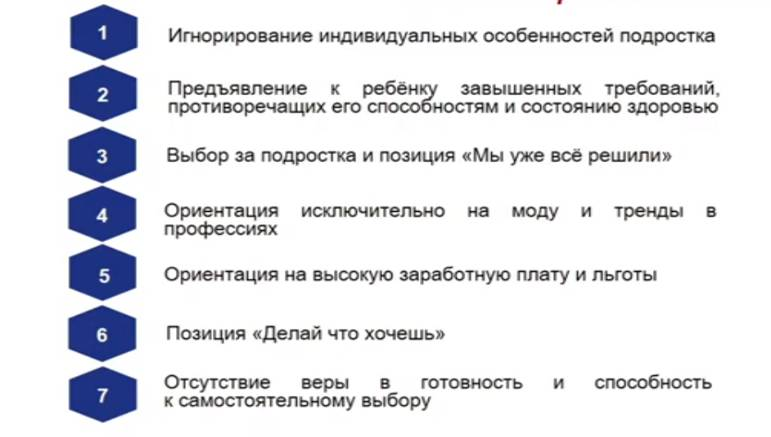 1
Игнорирование индивидуальных особенностей подростка
2
Предъявление к ребёнку завышенных требований,
противоречащих его способностям и состоянию здоровью
3
Выбор за подростка и позиция «Мы уже всё решили»
4
Ориентация исключительно на моду и тренды в
профессиях
5
Ориентация на высокую заработную плату и льготы
6
Позиция «Делай что хочешь»
7
Отсутствие веры в готовность и способность
к самостоятельному выбору